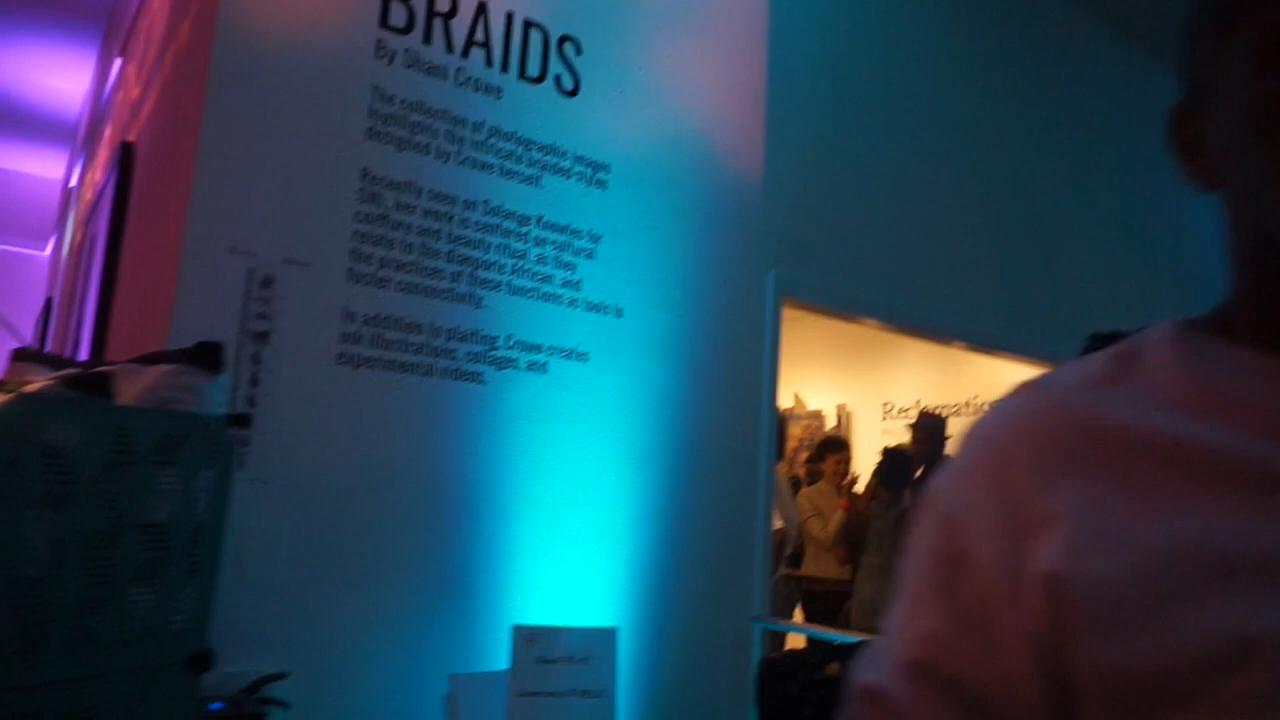 BRAIDS
By Shani Crowe
The collection of photographic images
highlights the intricate braided styles
designed by Crowe herself.
Recently seen on Solange Knowles for
SNL, her work is centered on cultural
coiffure and beauty ritual, as they
relate to the diasporic African, and
the practices of these functions as tools to
foster connectivity.
In addition to plaiting, Crowe creates
ink illustrations, collages, and
experimental videos.
Reclamation